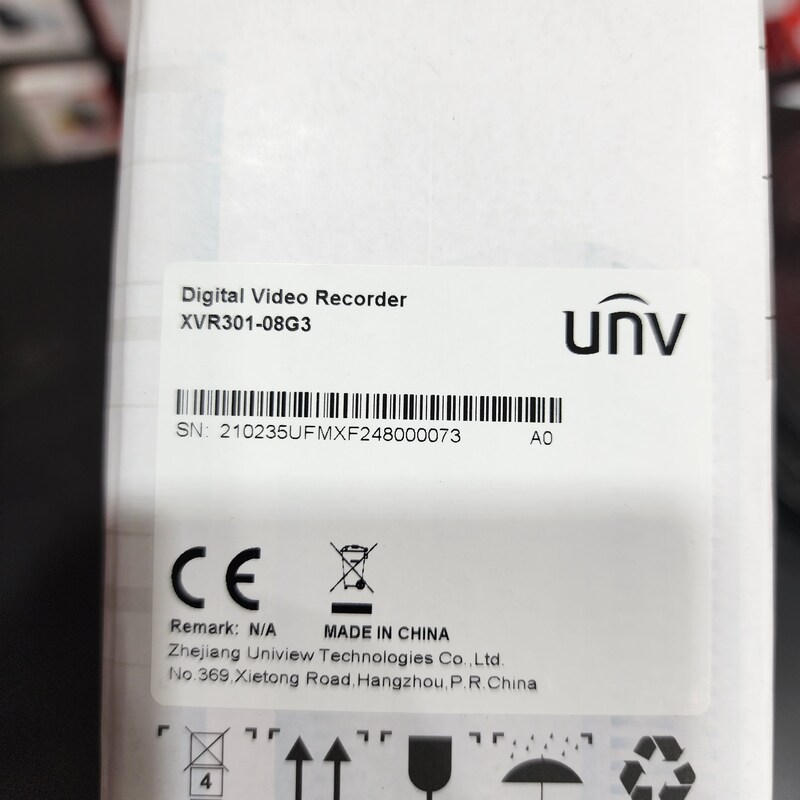 Digital Video Recorder
XVR301-08G3
unv
SN: 210235UFMXF248000073 A0
CE
Remark: N/A MADE IN CHINA
Zhejiang Uniview Technologies Co.,Ltd.
No.369,Xietong Road,Hangzhou,P.R.China
4